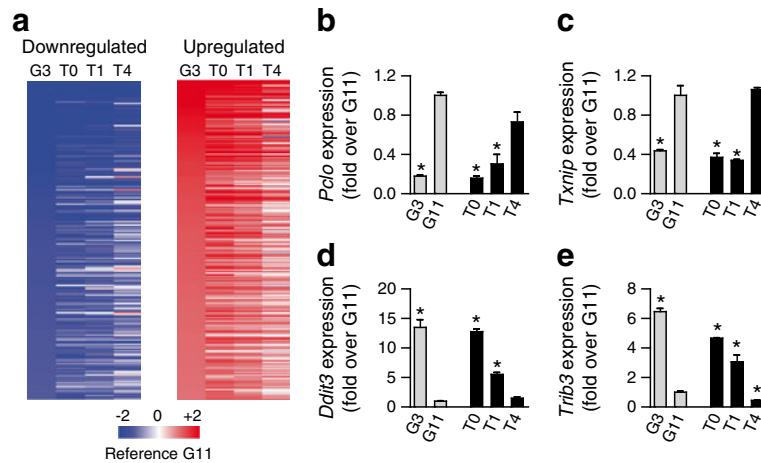 a
Downregulated
Upregulated
G3 T0 T1 T4
G3 T0 T1 T4
-2 0 +2
Reference G11
b
Pclo expression
(fold over G11)
1.2
0.8
0.4
0.0
*
*
*
G3
G11
T0
T1
T4
c
Txnip expression
(fold over G11)
1.2
0.8
0.4
0.0
*
*
*
G3
G11
T0
T1
T4
d
Ddit3 expression
(fold over G11)
20
15
10
5
0
*
*
*
G3
G11
T0
T1
T4
e
Trib3 expression
(fold over G11)
8
6
4
2
0
*
*
*
*
G3
G11
T0
T1
T4